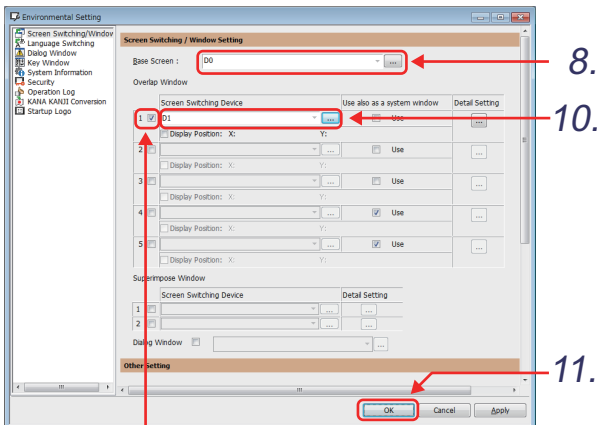 Environmental Setting
Screen Switching/Window
Language Switching
Dialog Window
Key Window
System Information
Security
Operation Log
KANA KANJI Conversion
Startup Logo
Screen Switching / Window Setting
Base Screen : D0 ... 8.
Overlap Window
Screen Switching Device Use also as a system window Detail Setting
1 D1 ... Use ... 10.
Display Position: X: Y:
2 ... Use ...
Display Position: X: Y:
3 ... Use ...
Display Position: X: Y:
4 ... Use ...
Display Position: X: Y:
5 ... Use ...
Display Position: X: Y:
Superimpose Window
Screen Switching Device Detail Setting
1 ... ...
2 ... ...
Dialog Window ...
Other Setting
11.
OK Cancel Apply